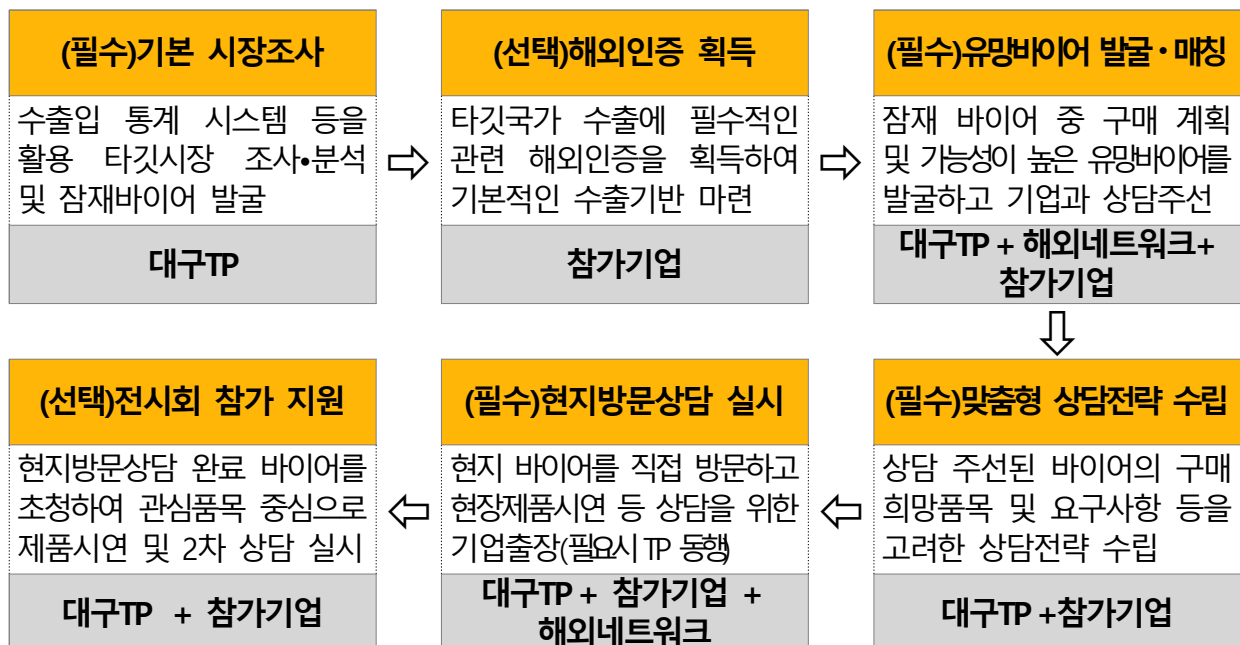 (필수)기본 시장조사
수출입 통계 시스템 등을
활용 타깃시장 조사•분석
및 잠재바이어 발굴
대구TP
(선택)해외인증 획득
타깃국가 수출에 필수적인
관련 해외인증을 획득하여
기본적인 수출기반 마련
참가기업
(필수)유망바이어 발굴·매칭
잠재 바이어 중 구매 계획
및 가능성이 높은 유망바이어를
발굴하고 기업과 상담주선
대구TP + 해외네트워크+
참가기업
(필수)맞춤형 상담전략 수립
상담 주선된 바이어의 구매
희망품목 및 요구사항 등을
고려한 상담전략 수립
대구TP +참가기업
(필수)현지방문상담 실시
현지 바이어를 직접 방문하고
현장제품시연 등 상담을 위한
기업출장(필요시 TP 동행)
대구TP + 참가기업 +
해외네트워크
(선택)전시회 참가 지원
현지방문상담 완료 바이어를
초청하여 관심품목 중심으로
제품시연 및 2차 상담 실시
대구TP + 참가기업